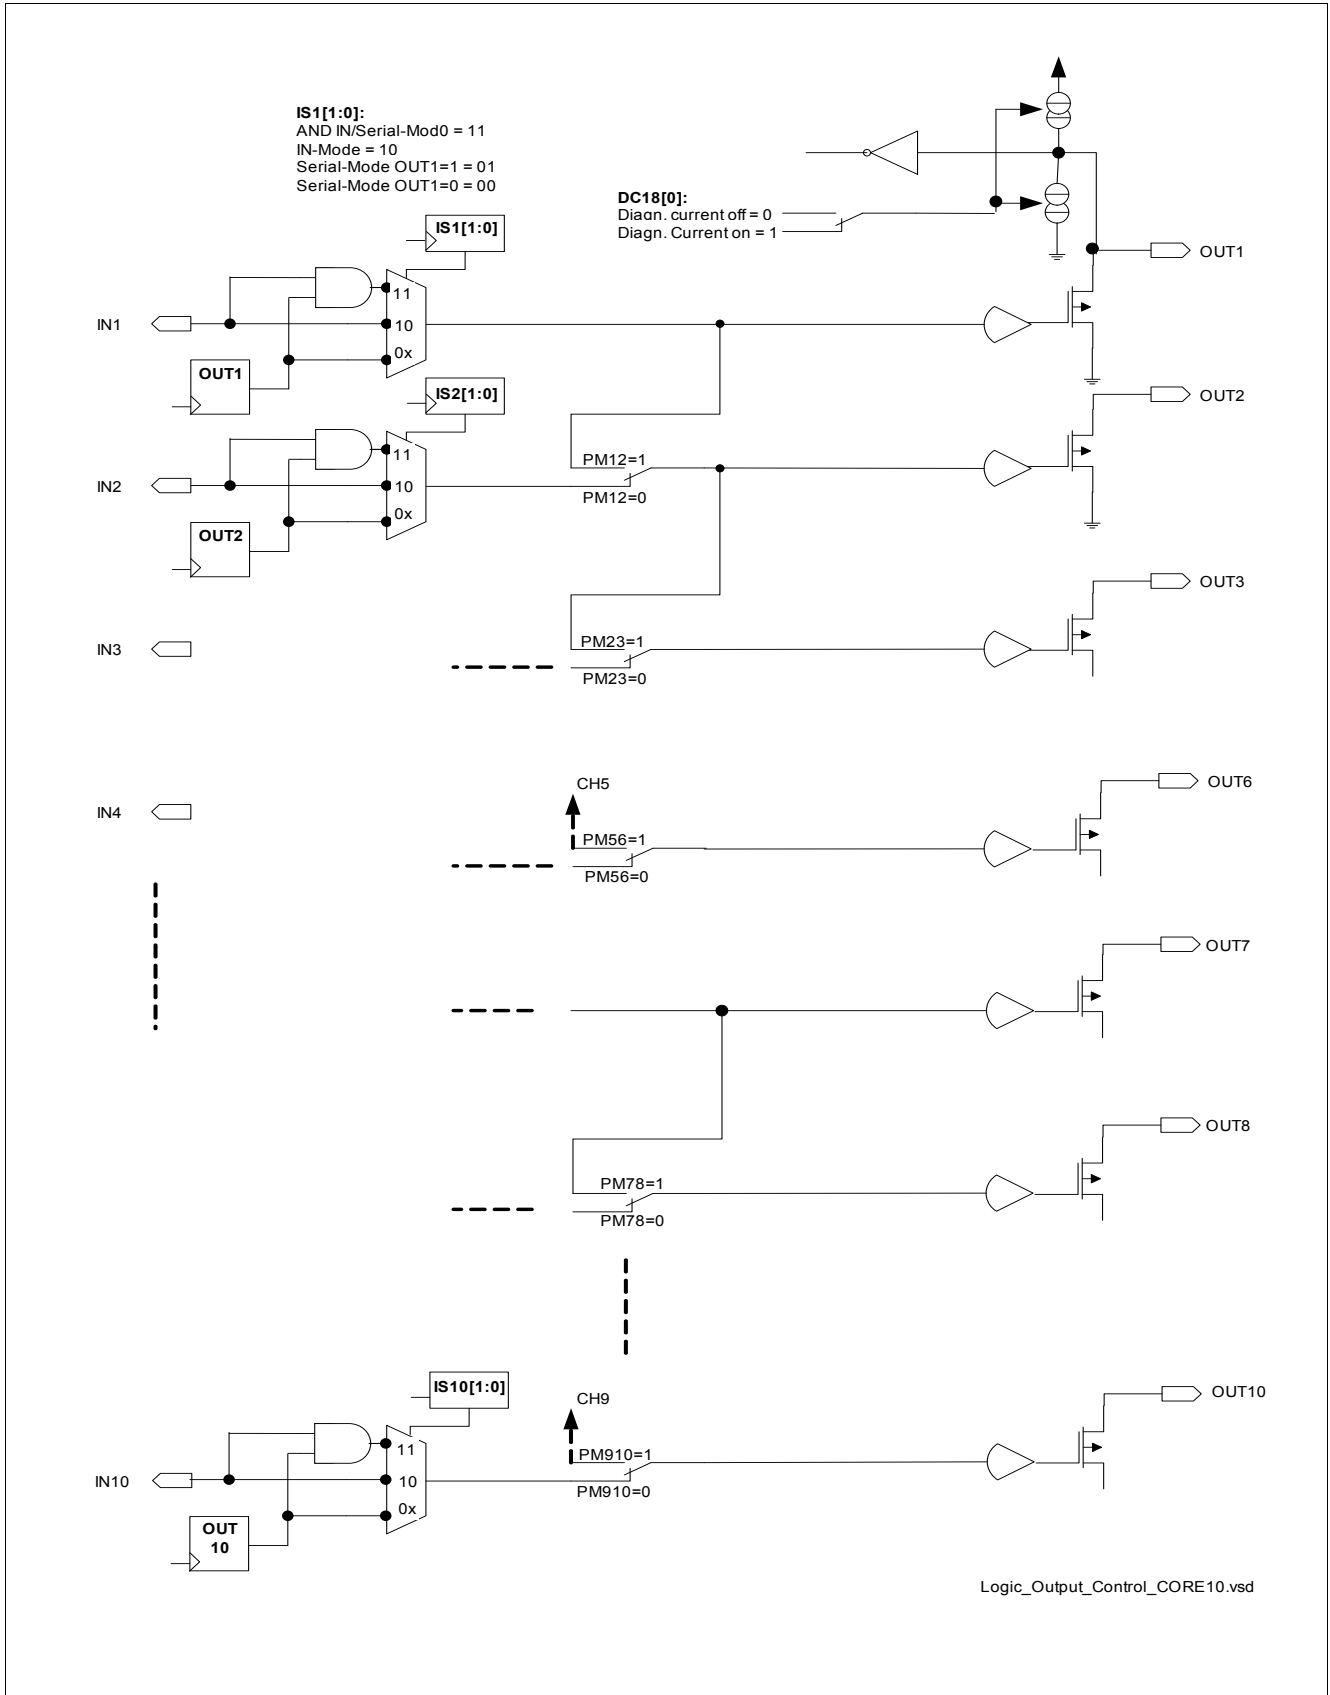 IS1[1:0]:
AND IN/Serial-Mod0 = 11
IN-Mode = 10
Serial-Mode OUT1=1 = 01
Serial-Mode OUT1=0 = 00
DC18[0]:
Diagn. current off = 0
Diagn. Current on = 1
IS1[1:0]
OUT1
11
IN1
10
0x
OUT1
IS2[1:0]
OUT2
11
PM12=1
IN2
10
PM12=0
0x
OUT2
OUT3
PM23=1
IN3
PM23=0
CH5
OUT6
IN4
PM56=1
PM56=0
OUT7
OUT8
PM78=1
PM78=0
IS10[1:0]
CH9
OUT10
11
PM910=1
IN10
10
PM910=0
0x
OUT
10
Logic_Output_Control_CORE10.vsd